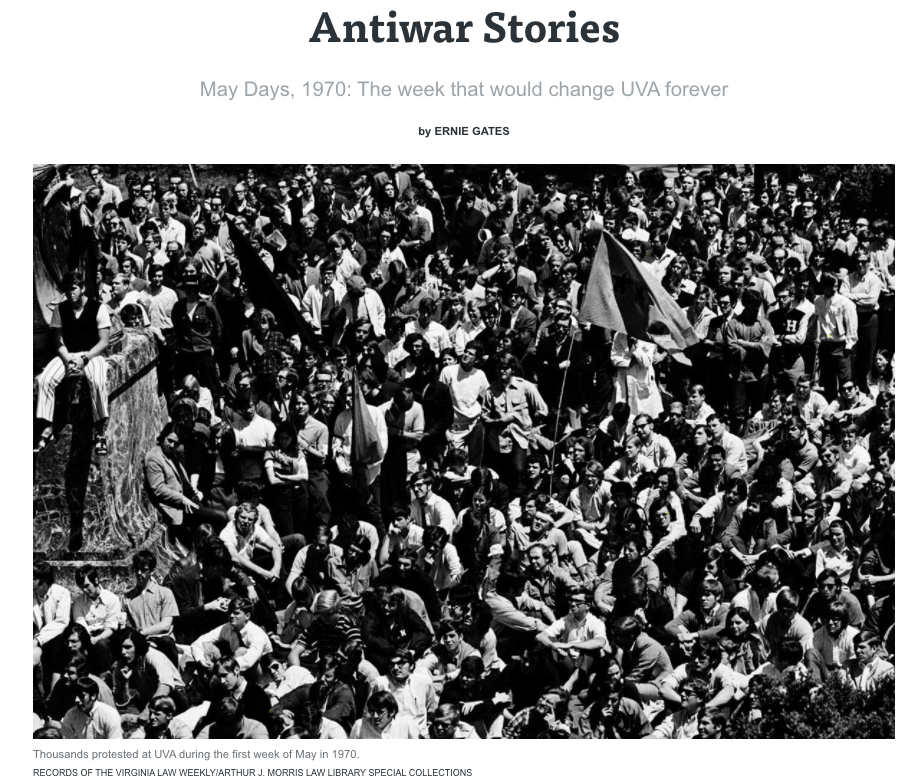 Antiwar Stories
May Days, 1970: The week that would change UVA forever
by ERNIE GATES
H
Thousands protested at UVA during the first week of May in 1970.
RECORDS OF THE VIRGINIA LAW WEEKLY/ARTHUR J. MORRIS LAW LIBRARY SPECIAL COLLECTIONS